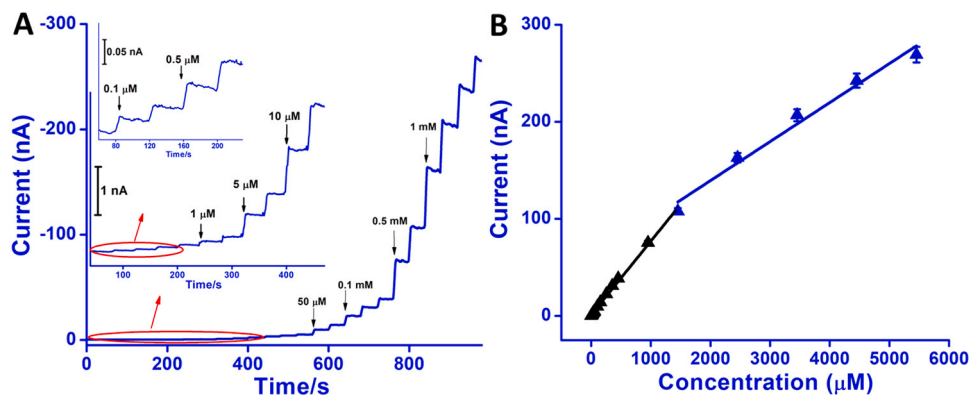 A
-300
-200
-100
0
Current (nA)
0
200
400
600
800
Time/s
0.05 nA
0.1 μM
0.5 μM
80
120
160
200
Time/s
1 nA
1 μM
5 μM
10 μM
100
200
300
400
Time/s
50 μM
0.1 mM
0.5 mM
1 mM
B
300
200
100
0
Current (nA)
0
1000
2000
3000
4000
5000
6000
Concentration (μM)